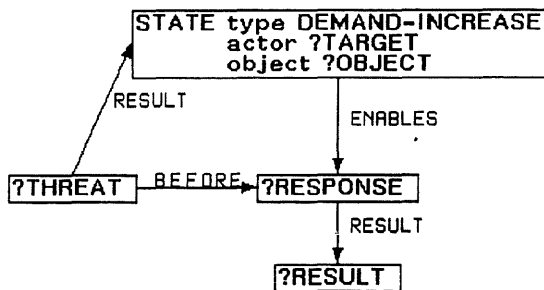 STATE type DEMAND-INCREASE
actor ?TARGET
object ?OBJECT
RESULT
ENABLES
?THREAT
BEFORE
?RESPONSE
RESULT
?RESULT